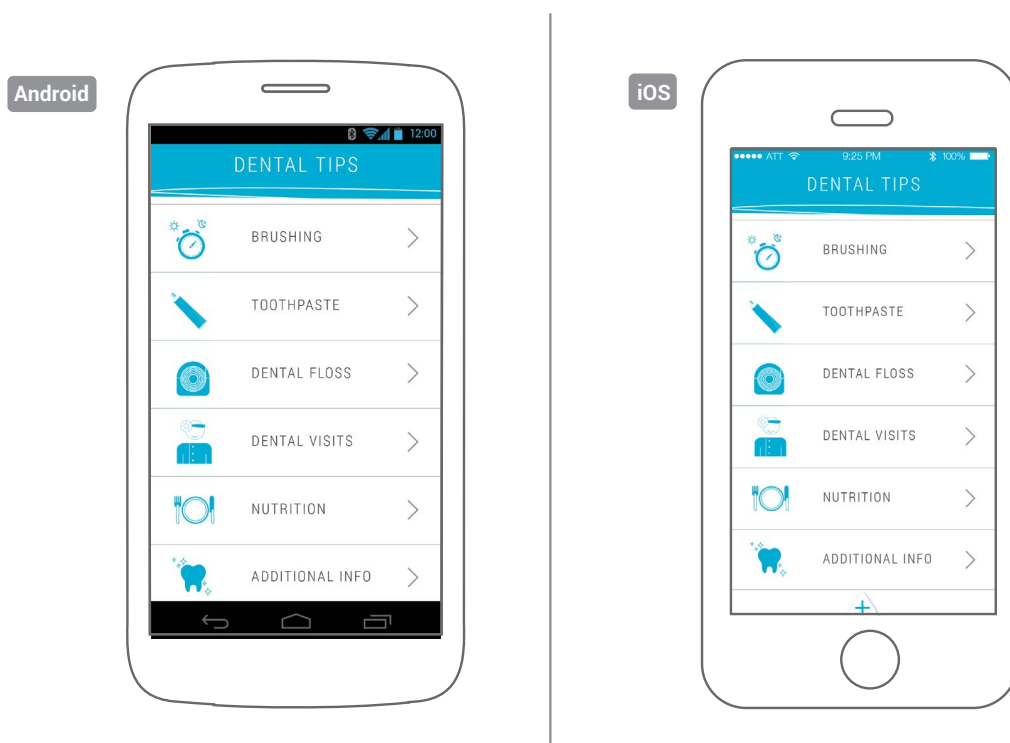 Android
12:00
DENTAL TIPS
BRUSHING
TOOTHPASTE
DENTAL FLOSS
DENTAL VISITS
NUTRITION
ADDITIONAL INFO
iOS
ATT 9:25 PM 100%
DENTAL TIPS
BRUSHING
TOOTHPASTE
DENTAL FLOSS
DENTAL VISITS
NUTRITION
ADDITIONAL INFO
+